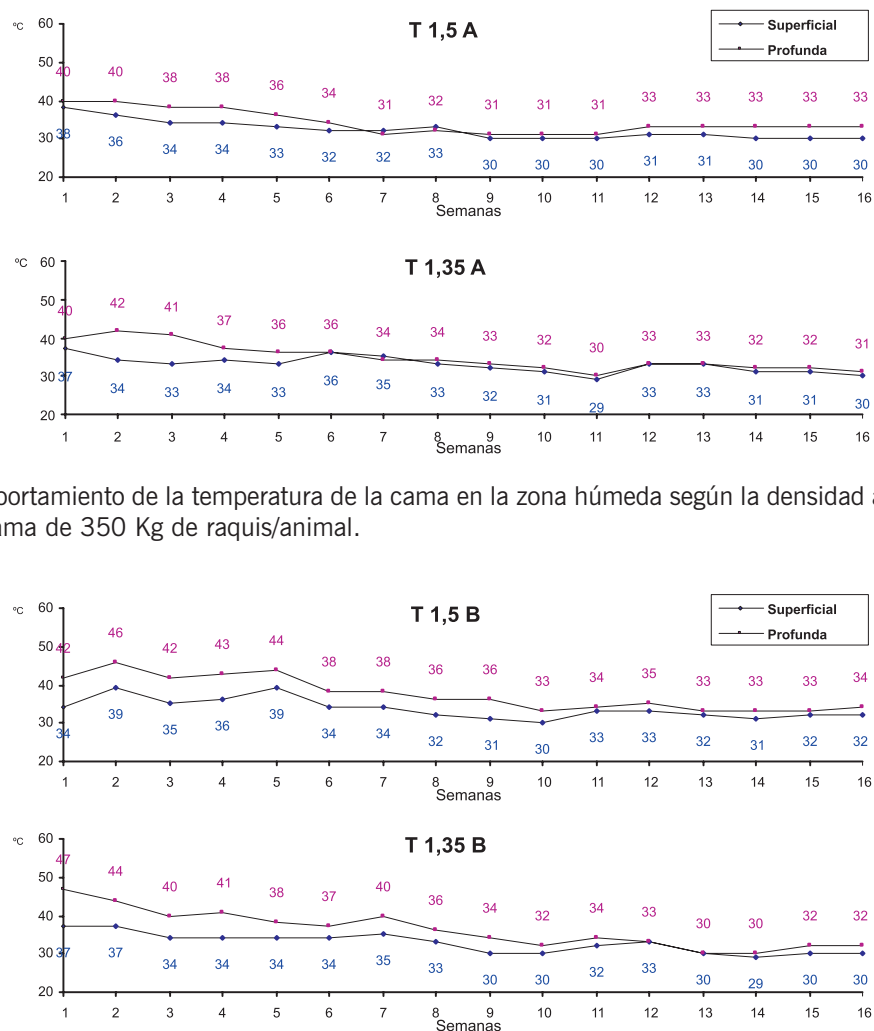 ºC
60
T 1,5 A
Superficial
Profunda
50
40 40 38 38 36 34 31 32 31 31 31 33 33 33 33 33
40
30
38 36 34 34 33 32 32 33 30 30 30 31 31 30 30 30
20
1 2 3 4 5 6 7 8 9 10 11 12 13 14 15 16
Semanas
ºC
60
T 1,35 A
50
40 42 41 37 36 36 34 34 33 32 30 33 33 32 32 31
40
30
37 34 33 34 33 36 35 33 32 31 29 33 33 31 31 30
20
1 2 3 4 5 6 7 8 9 10 11 12 13 14 15 16
Semanas
portamiento de la temperatura de la cama en la zona húmeda según la densidad a
ama de 350 Kg de raquis/animal.
ºC
60
T 1,5 B
Superficial
Profunda
50
42 46 42 43 44 38 38 36 36 33 34 35 33 33 33 34
40
30
34 39 35 36 39 34 34 32 31 30 33 33 32 31 32 32
20
1 2 3 4 5 6 7 8 9 10 11 12 13 14 15 16
Semanas
ºC
60
T 1,35 B
50
47 44 40 41 38 37 40 36 34 32 34 33 30 30 32 32
40
30
37 37 34 34 34 34 35 33 30 30 32 33 30 29 30 30
20
1 2 3 4 5 6 7 8 9 10 11 12 13 14 15 16
Semanas